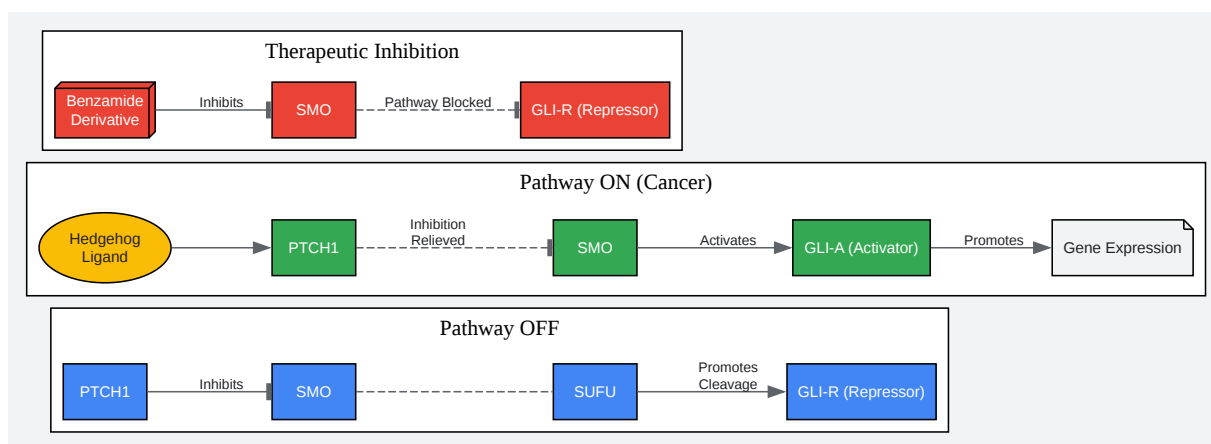 Therapeutic Inhibition
Benzamide
Derivative
Inhibits
SMO
Pathway Blocked
GLI-R (Repressor)
Pathway ON (Cancer)
Hedgehog
Ligand
PTCH1
Inhibition
Relieved
SMO
Activates
GLI-A (Activator)
Promotes
Gene Expression
Pathway OFF
PTCH1
Inhibits
SMO
SUFU
Promotes
Cleavage
GLI-R (Repressor)